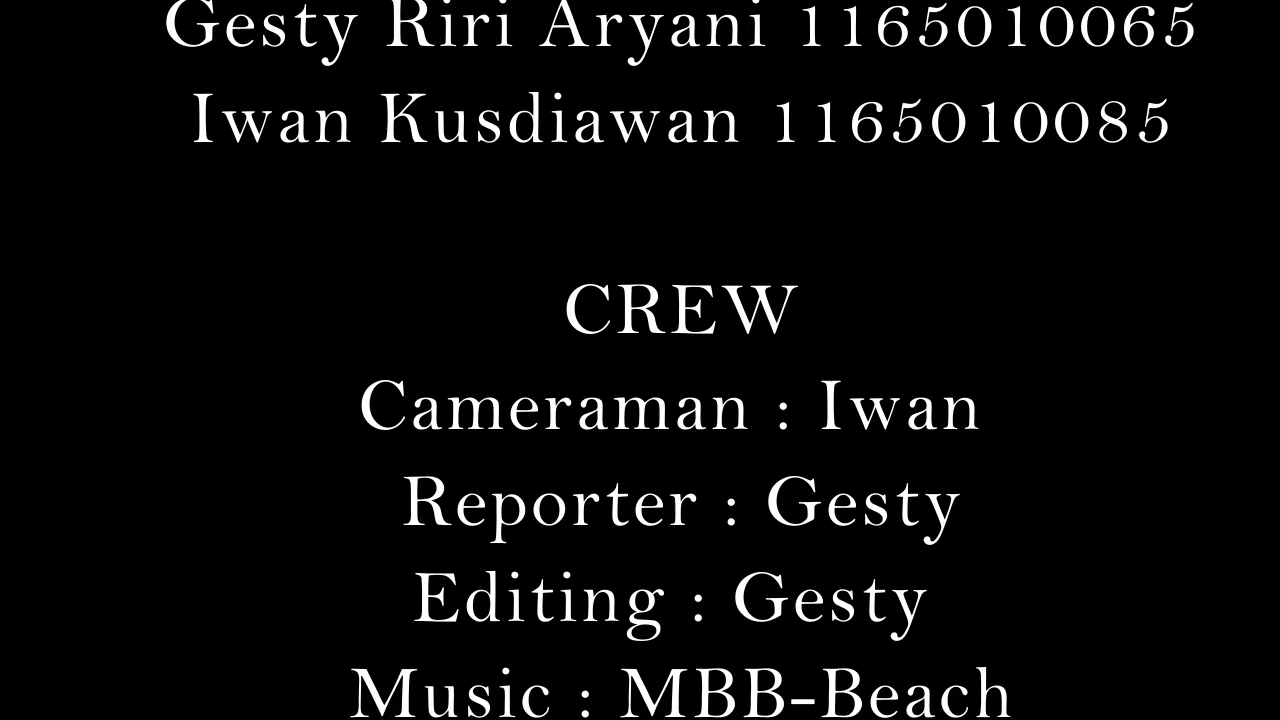 Gesty Riri Aryani 1165010065
Iwan Kusdiawan 1165010085
CREW
Cameraman : Iwan
Reporter : Gesty
Editing : Gesty
Music : MBB-Beach